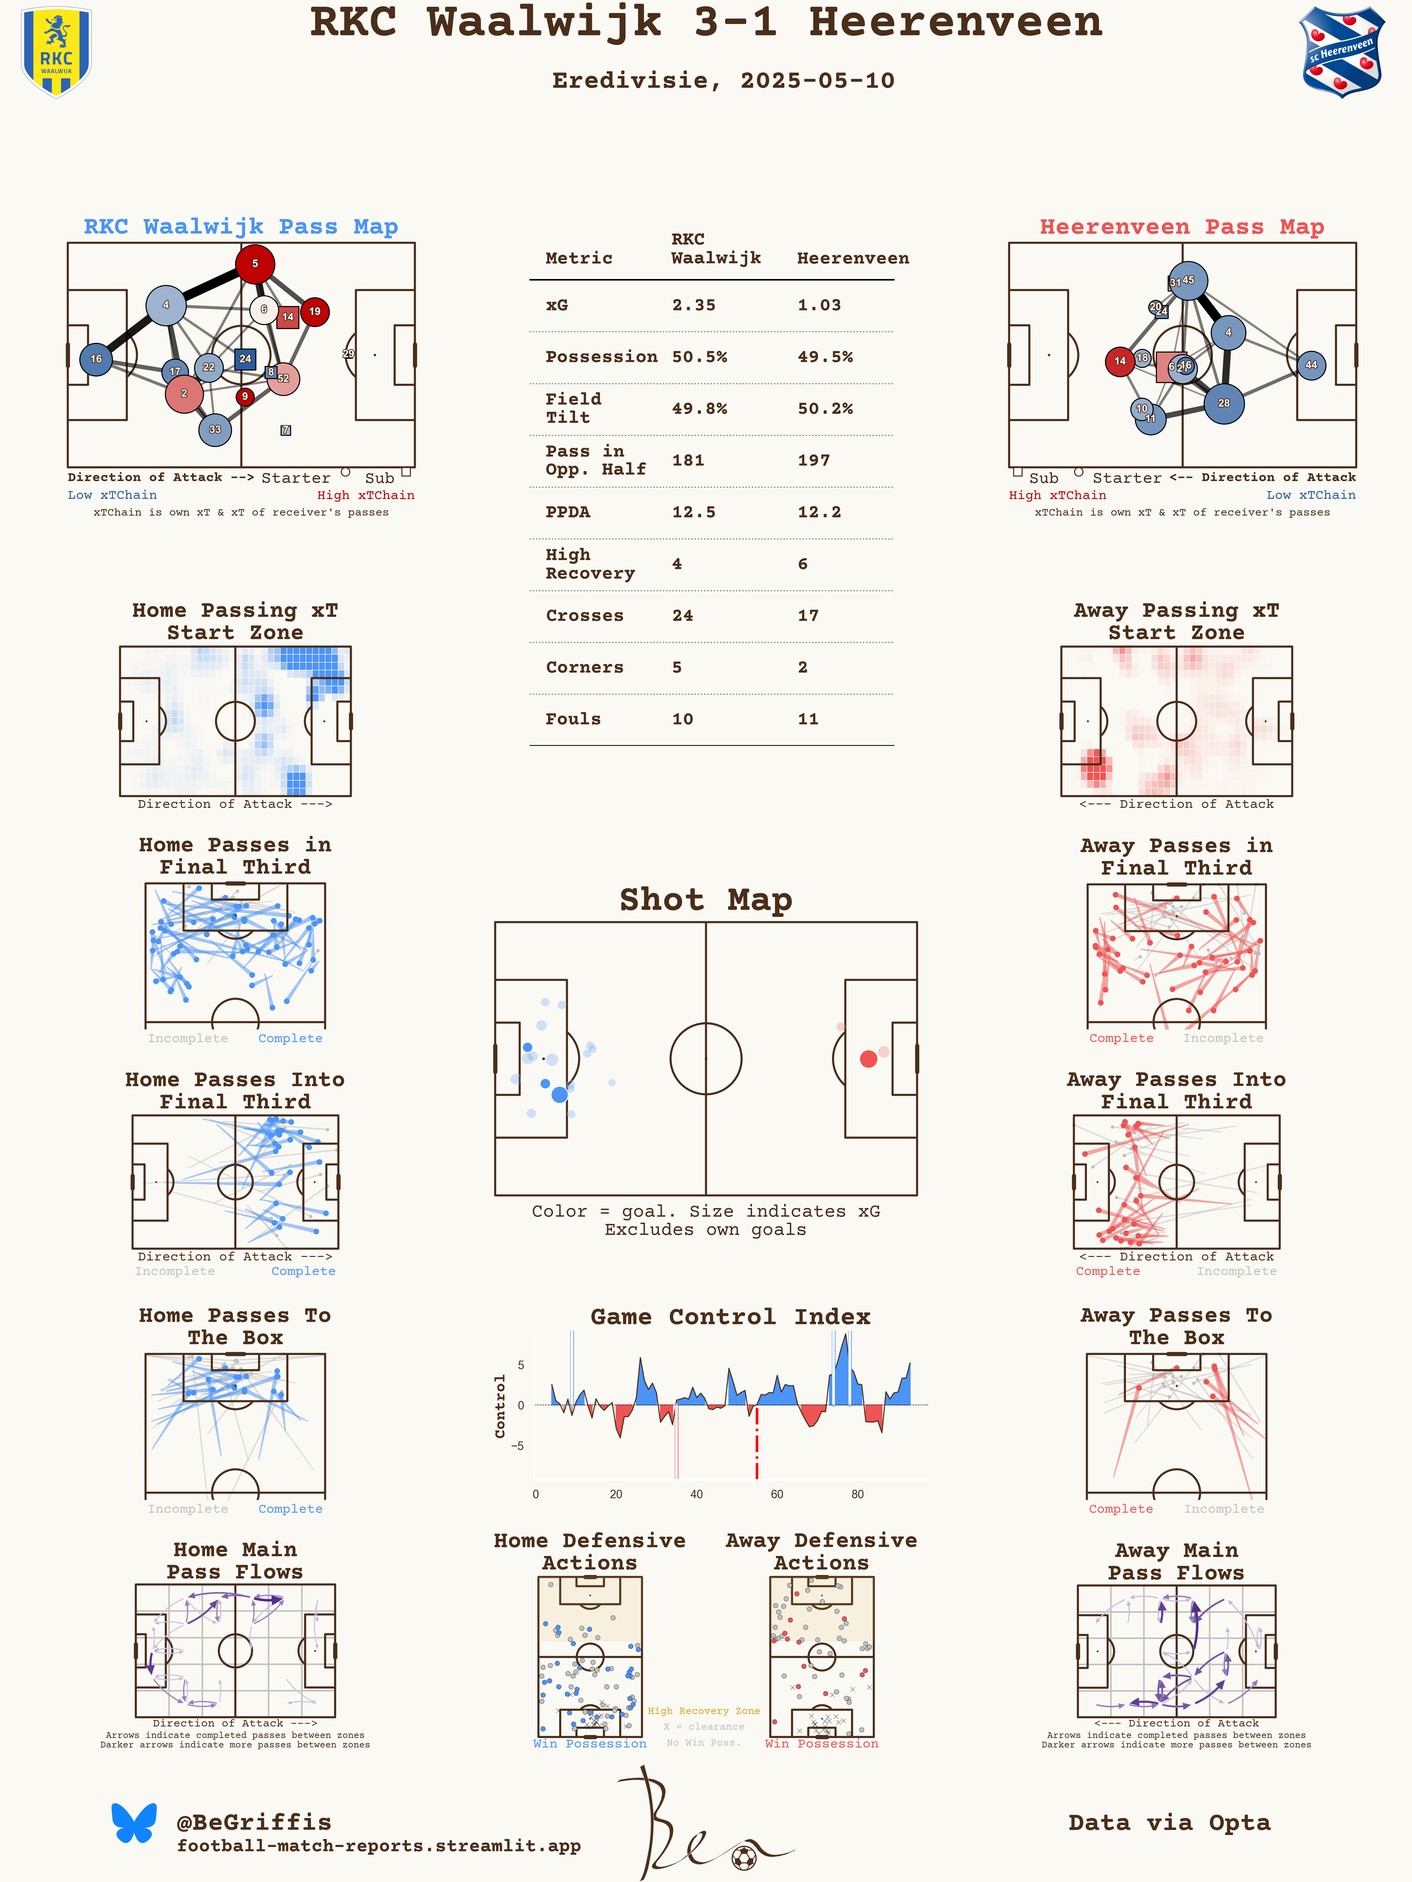 RKC Waalwijk 3-1 Heerenveen
Eredivisie, 2025-05-10
RKC
WAALWIJK
sc Heerenveen
RKC Waalwijk Pass Map
5
4
6
14
19
16
17
22
24
8
52
29
2
9
33
7
Direction of Attack --> Starter Sub
Low xTChain High xTChain
xTChain is own xT & xT of receiver's passes
Metric RKC Waalwijk Heerenveen
xG 2.35 1.03
Possession 50.5% 49.5%
Field Tilt 49.8% 50.2%
Pass in Opp. Half 181 197
PPDA 12.5 12.2
High Recovery 4 6
Crosses 24 17
Corners 5 2
Fouls 10 11
Heerenveen Pass Map
31
45
20
24
4
14
18
6
16
44
10
11
28
Sub Starter <-- Direction of Attack
High xTChain Low xTChain
xTChain is own xT & xT of receiver's passes
Home Passing xT
Start Zone
Direction of Attack --->
Away Passing xT
Start Zone
<--- Direction of Attack
Home Passes in
Final Third
Incomplete Complete
Away Passes in
Final Third
Complete Incomplete
Shot Map
Color = goal. Size indicates xG
Excludes own goals
Home Passes Into
Final Third
Direction of Attack --->
Incomplete Complete
Away Passes Into
Final Third
<--- Direction of Attack
Complete Incomplete
Home Passes To
The Box
Incomplete Complete
Game Control Index
Control
5
0
−5
0 20 40 60 80
Away Passes To
The Box
Complete Incomplete
Home Main
Pass Flows
Direction of Attack --->
Arrows indicate completed passes between zones
Darker arrows indicate more passes between zones
Home Defensive
Actions
Win Possession
High Recovery Zone
X = clearance
No Win Poss.
Away Defensive
Actions
Win Possession
Away Main
Pass Flows
<--- Direction of Attack
Arrows indicate completed passes between zones
Darker arrows indicate more passes between zones
@BeGriffis
football-match-reports.streamlit.app
Ben
Data via Opta